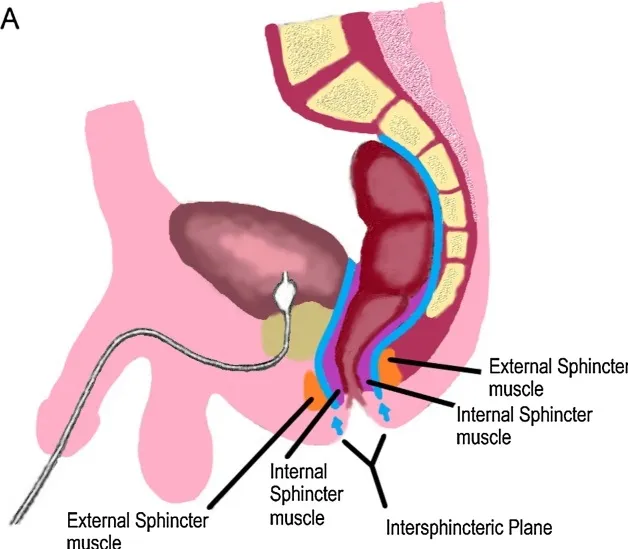 A
External Sphincter
muscle
Internal Sphincter
muscle
Internal
Sphincter
muscle
External Sphincter
muscle
Intersphincteric Plane